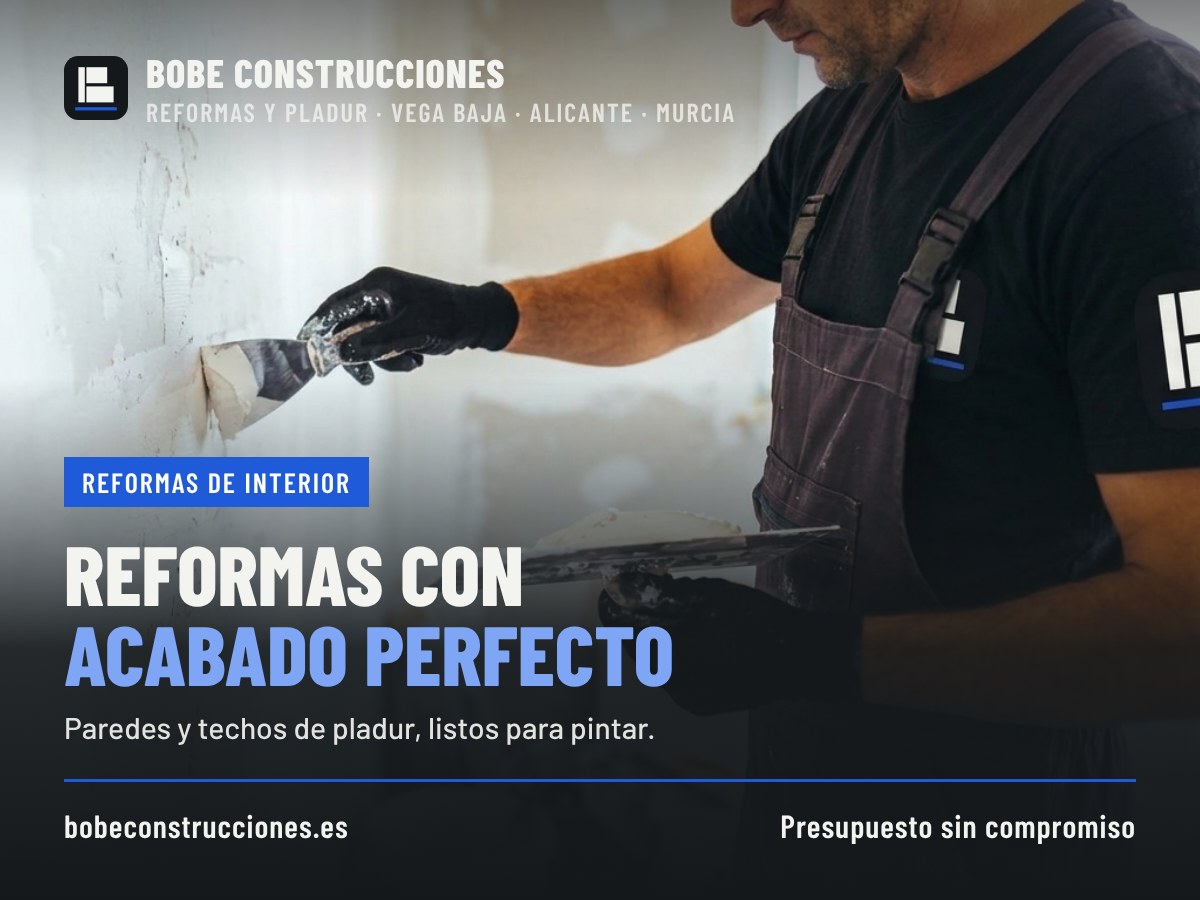 BOBE CONSTRUCCIONES
REFORMAS Y PLADUR · VEGA BAJA · ALICANTE · MURCIA
REFORMAS DE INTERIOR
REFORMAS CON
ACABADO PERFECTO
Paredes y techos de pladur, listos para pintar.
bobeconstrucciones.es
Presupuesto sin compromiso